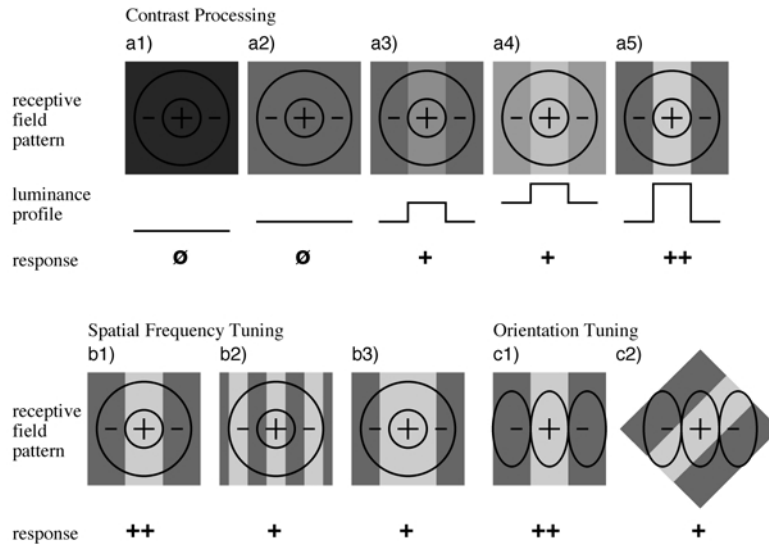 Contrast Processing
a1) a2) a3) a4) a5)
receptive
field
pattern
- + - - + - - + - - + - - + -
luminance
profile
response ø ø + + ++
Spatial Frequency Tuning Orientation Tuning
b1) b2) b3) c1) c2)
receptive
field
pattern
- + - - + - - + - - + - - + -
response ++ + + ++ +